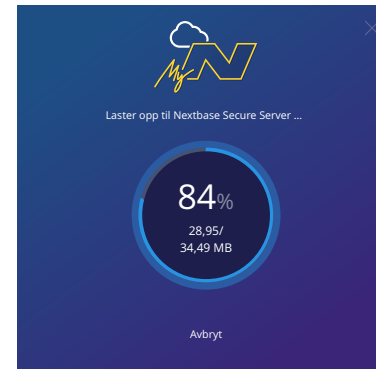 My N
Laster opp til Nextbase Secure Server ...
84%
28,95/
34,49 MB
Avbryt